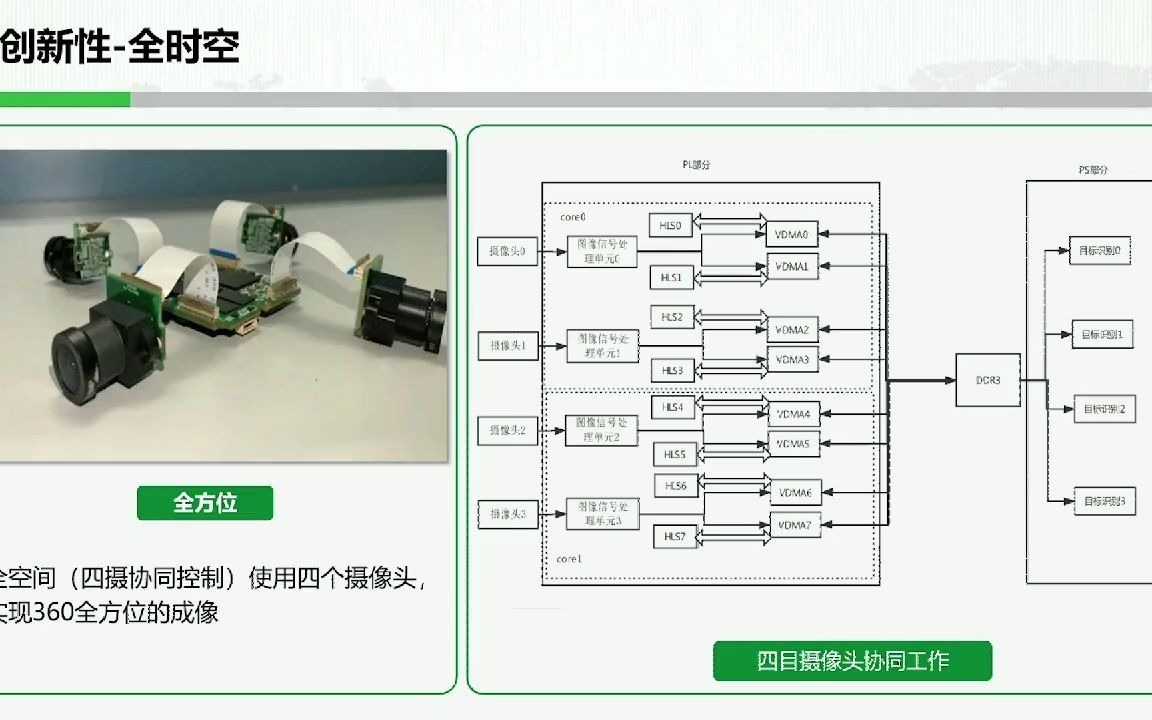 创新性-全时空
全方位
全空间（四摄协同控制）使用四个摄像头，
实现360全方位的成像
PL部分
PS部分
core0
摄像头0
图像信号处
理单元0
HLS0
VDMA0
HLS1
VDMA1
摄像头1
图像信号处
理单元1
HLS2
VDMA2
HLS3
VDMA3
摄像头2
图像信号处
理单元2
HLS4
VDMA4
HLS5
VDMA5
摄像头3
图像信号处
理单元3
HLS6
VDMA6
HLS7
VDMA7
core1
DDR3
目标识别0
目标识别1
目标识别2
目标识别3
四目摄像头协同工作